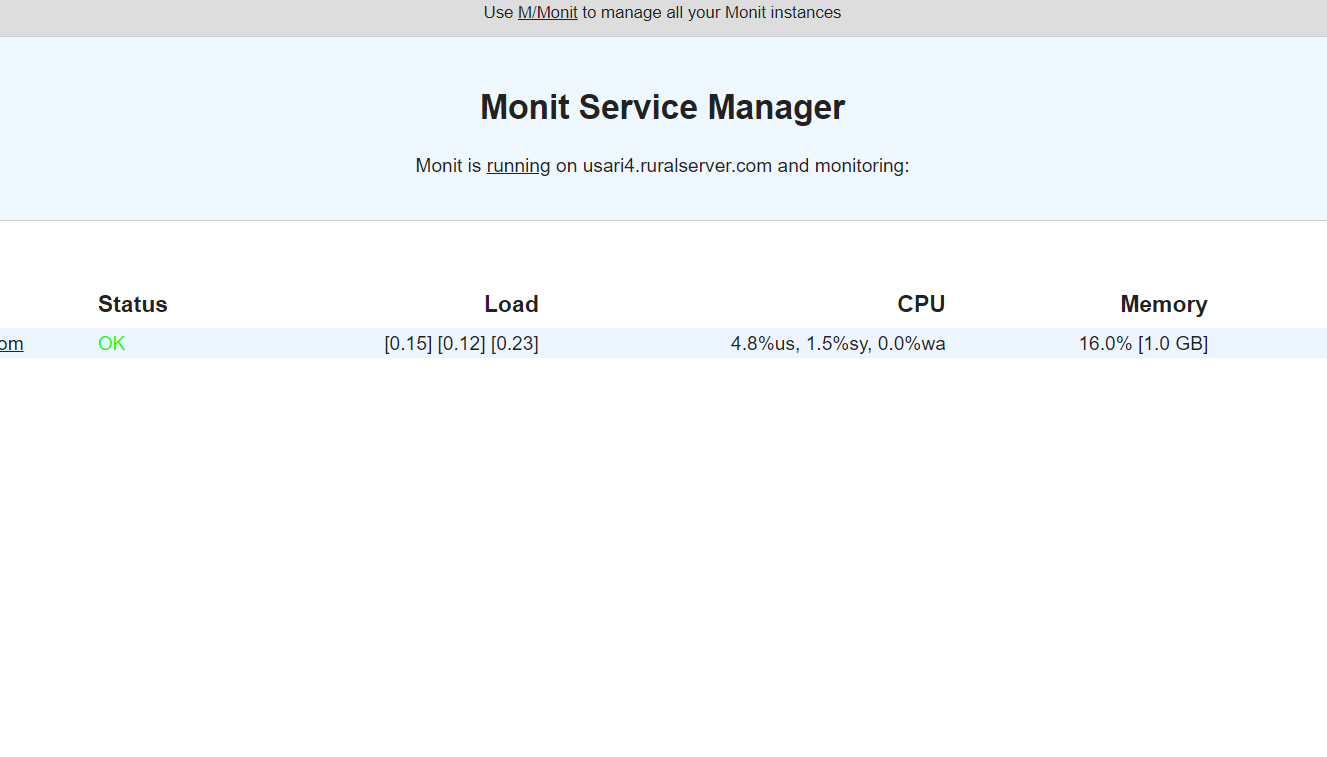 Use M/Monit to manage all your Monit instances
Monit Service Manager
Monit is running on usari4.ruralserver.com and monitoring:
Status Load CPU Memory
om OK [0.15] [0.12] [0.23] 4.8%us, 1.5%sy, 0.0%wa 16.0% [1.0 GB]